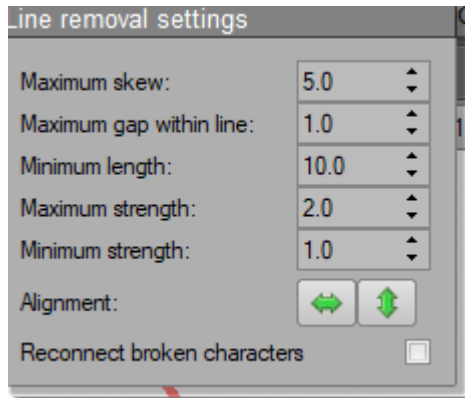 Line removal settings
Maximum skew: 5.0
Maximum gap within line: 1.0
Minimum length: 10.0
Maximum strength: 2.0
Minimum strength: 1.0
Alignment:
Reconnect broken characters